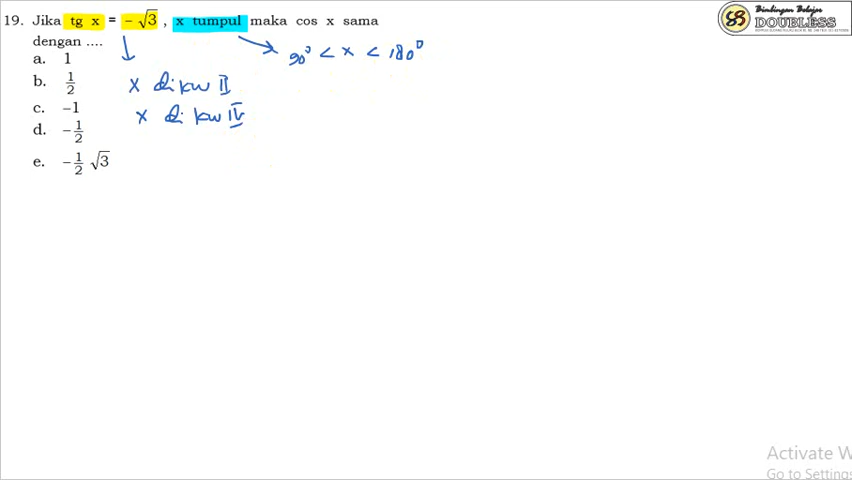 19. Jika tg x = – √3 , x tumpul maka cos x sama
dengan ....
90° < x < 180°
a. 1
x di kw II
b. 1/2
x di kw IV
c. –1
d. –1/2
e. –1/2 √3
Bimbingan Belajar
DOUBLESS
Activate W
Go to Settings